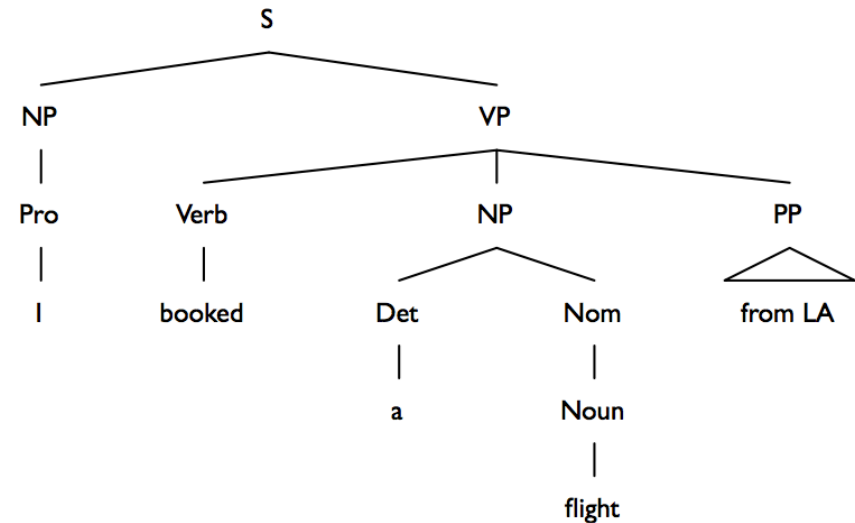 S
NP VP
Pro Verb NP PP
I booked Det Nom from LA
a Noun
flight